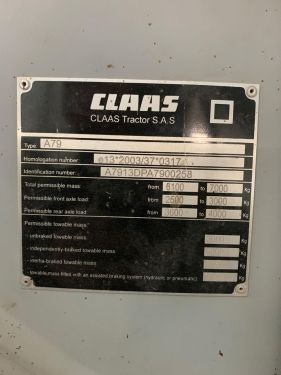 CLAAS
CLAAS Tractor S.A.S
Type: A79
Homologation number e13*2003/37*0317
Identification number A7913DPA7900258
Total permissible mass: from 6100 to 7000 Kg
Permissible front axle load from 2500 to 3000 Kg
Permissible rear axle load from 3600 to 4000 Kg
Permissible towable mass:
- unbraked towable mass Kg
- independently-braked towable mass Kg
- inertia-braked towable mass Kg
- towable mass fitted with an assisted braking system (hydraulic or pneumatic) Kg